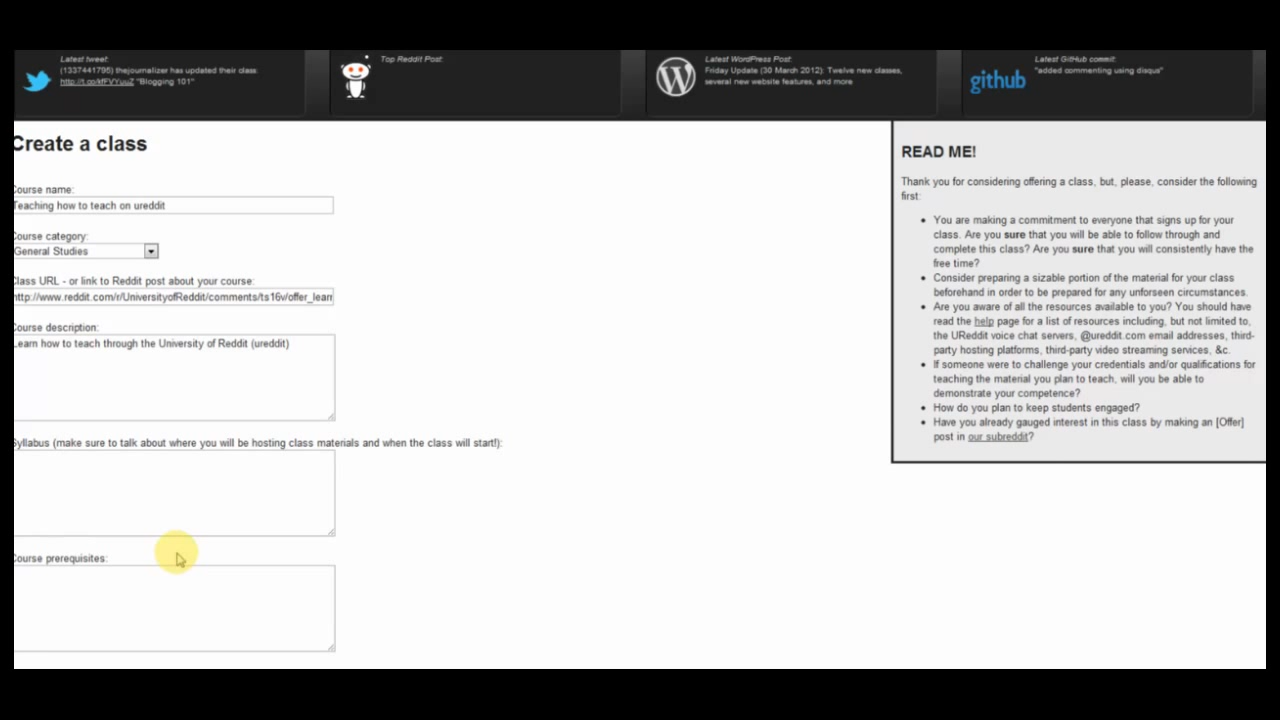 Latest tweet:
(1337441795) thejournalizer has updated their class:
http://t.co/kfFVYuuZ "Blogging 101"
Top Reddit Post:
Latest WordPress Post:
Friday Update (30 March 2012): Twelve new classes,
several new website features, and more
github
Latest GitHub commit:
"added commenting using disqus"
Create a class
Course name:
Teaching how to teach on ureddit
Course category:
General Studies
Class URL - or link to Reddit post about your course:
http://www.reddit.com/r/UniversityofReddit/comments/ts16v/offer_learn
Course description:
Learn how to teach through the University of Reddit (ureddit)
Syllabus (make sure to talk about where you will be hosting class materials and when the class will start!):
Course prerequisites:
READ ME!
Thank you for considering offering a class, but, please, consider the following
first:
You are making a commitment to everyone that signs up for your
class. Are you sure that you will be able to follow through and
complete this class? Are you sure that you will consistently have the
free time?
Consider preparing a sizable portion of the material for your class
beforehand in order to be prepared for any unforseen circumstances.
Are you aware of all the resources available to you? You should have
read the help page for a list of resources including, but not limited to,
the UReddit voice chat servers, @ureddit.com email addresses, third-
party hosting platforms, third-party video streaming services, &c.
If someone were to challenge your credentials and/or qualifications for
teaching the material you plan to teach, will you be able to
demonstrate your competence?
How do you plan to keep students engaged?
Have you already gauged interest in this class by making an [Offer]
post in our subreddit?